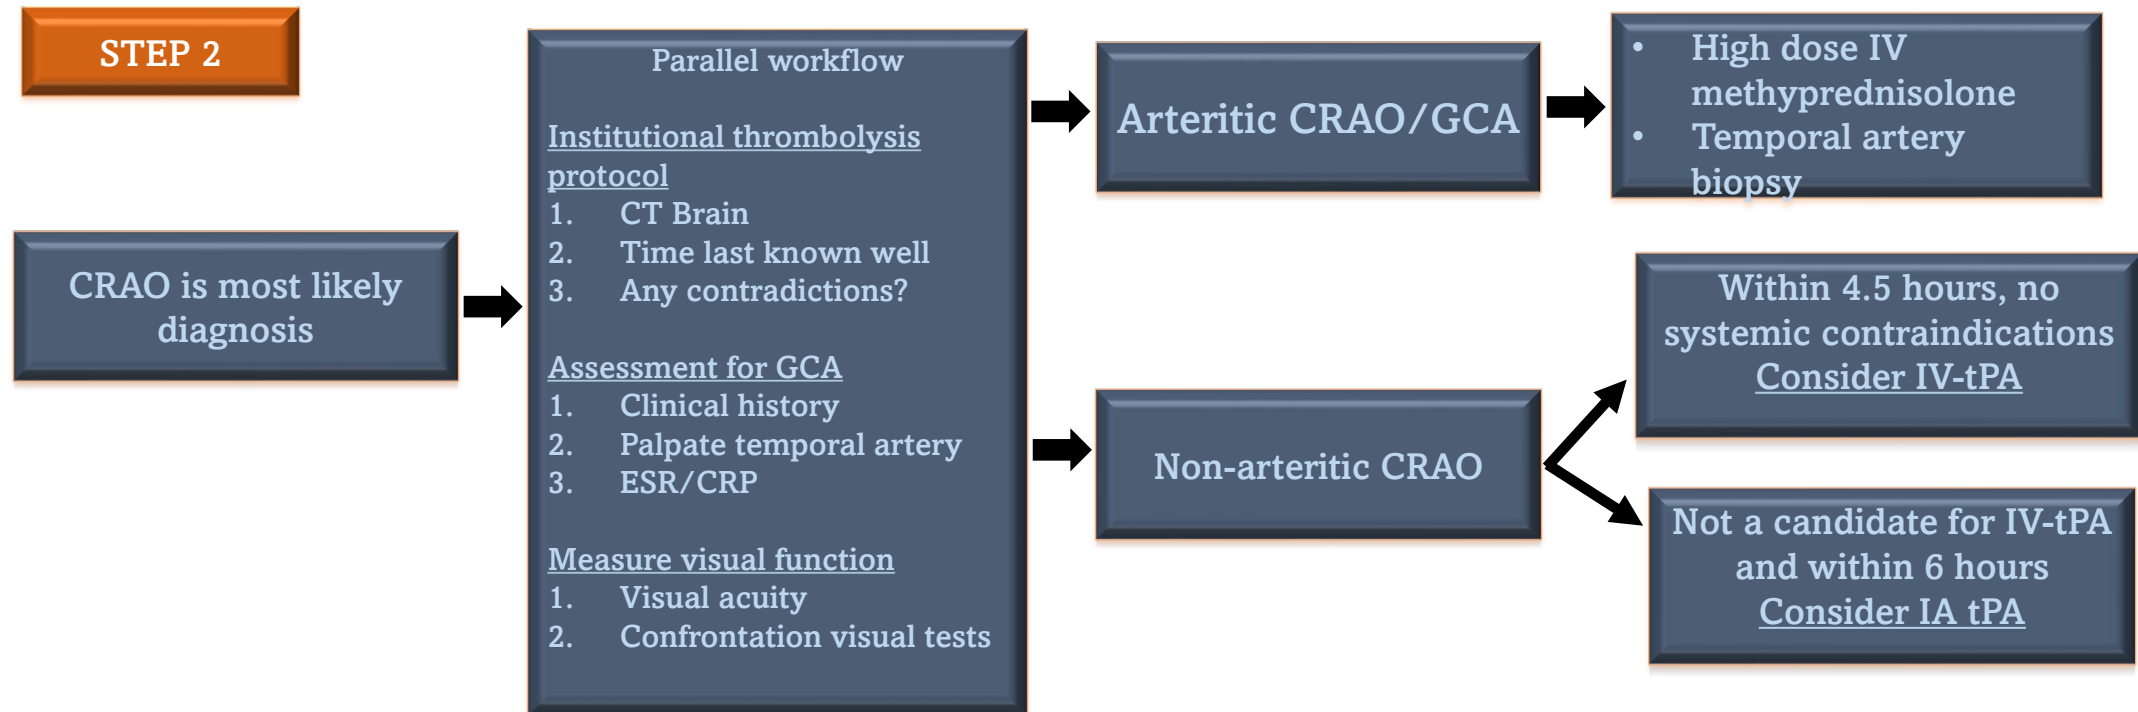 STEP 2
CRAO is most likely
diagnosis
Parallel workflow
Institutional thrombolysis
protocol
1. CT Brain
2. Time last known well
3. Any contradictions?
Assessment for GCA
1. Clinical history
2. Palpate temporal artery
3. ESR/CRP
Measure visual function
1. Visual acuity
2. Confrontation visual tests
Arteritic CRAO/GCA
• High dose IV
methyprednisolone
• Temporal artery
biopsy
Non-arteritic CRAO
Within 4.5 hours, no
systemic contraindications
Consider IV-tPA
Not a candidate for IV-tPA
and within 6 hours
Consider IA tPA